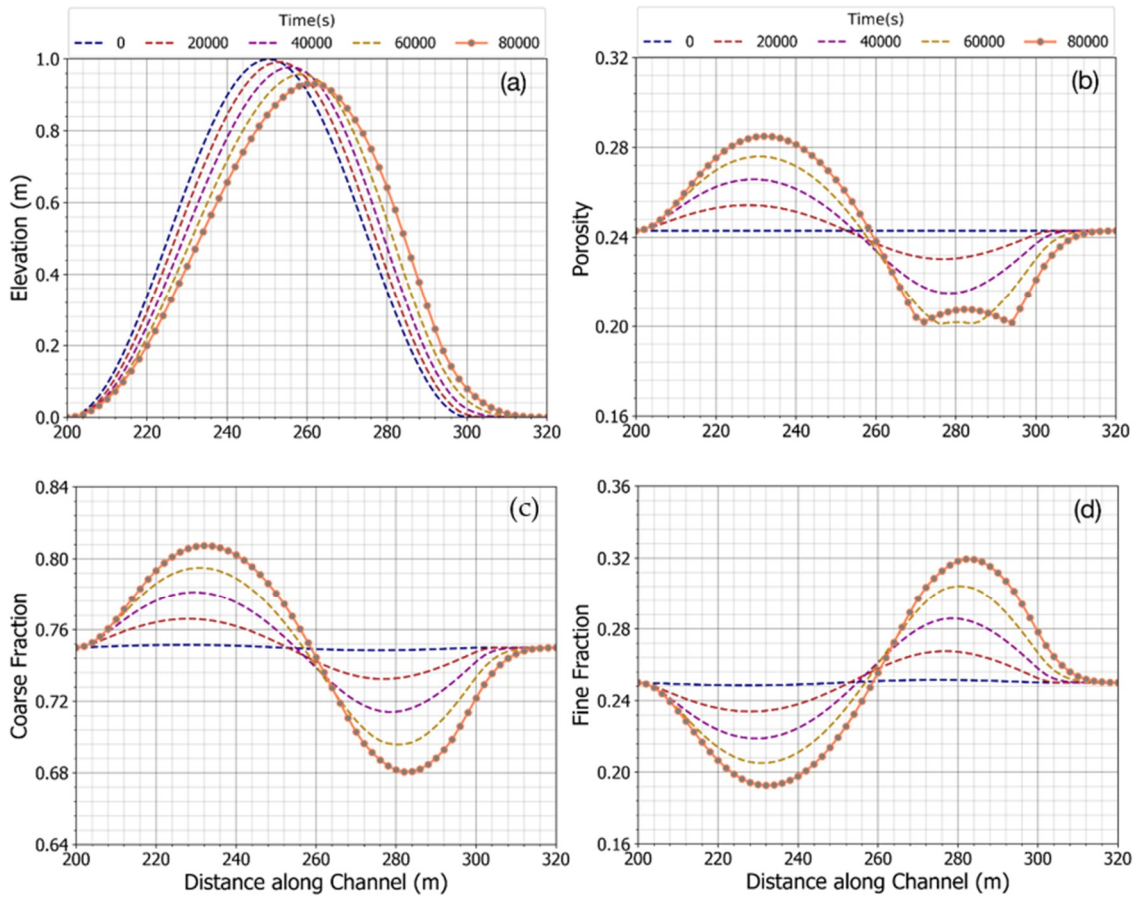 Time(s)
0 20000 40000 60000 80000
Time(s)
0 20000 40000 60000 80000
(a)
Elevation (m)
1.0
0.8
0.6
0.4
0.2
0.0
200 220 240 260 280 300 320
(b)
Porosity
0.32
0.28
0.24
0.20
0.16
200 220 240 260 280 300 320
(c)
Coarse Fraction
0.84
0.80
0.76
0.72
0.68
0.64
200 220 240 260 280 300 320
Distance along Channel (m)
(d)
Fine Fraction
0.36
0.32
0.28
0.24
0.20
0.16
200 220 240 260 280 300 320
Distance along Channel (m)